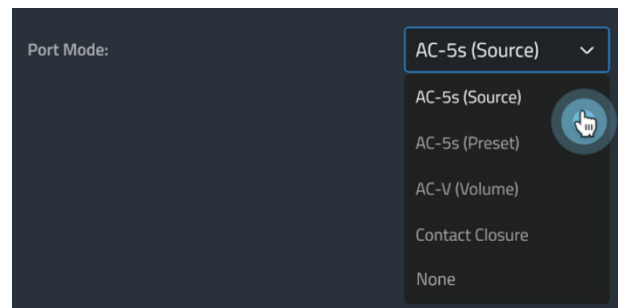 Port Mode:
AC-5s (Source)
AC-5s (Source)
AC-5s (Preset)
AC-V (Volume)
Contact Closure
None